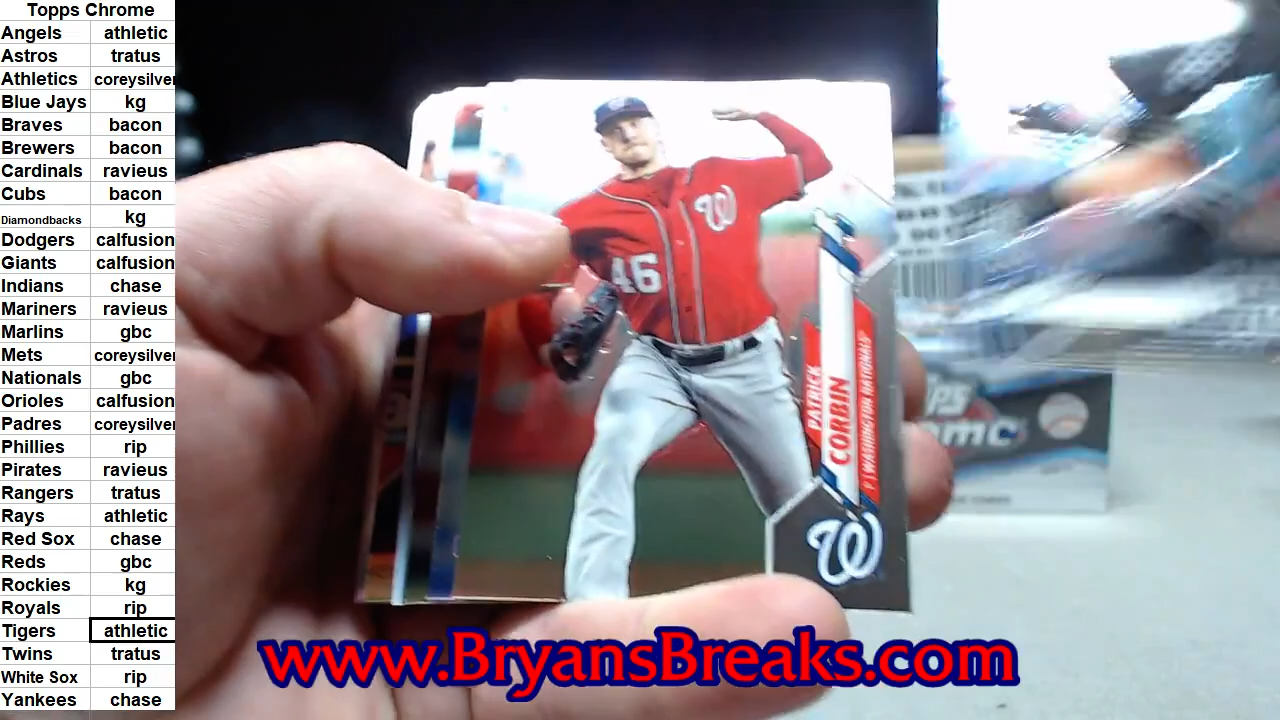 Topps Chrome
Angels athletic
Astros tratus
Athletics coreysilver
Blue Jays kg
Braves bacon
Brewers bacon
Cardinals ravieus
Cubs bacon
Diamondbacks kg
Dodgers calfusion
Giants calfusion
Indians chase
Mariners ravieus
Marlins gbc
Mets coreysilver
Nationals gbc
Orioles calfusion
Padres coreysilver
Phillies rip
Pirates ravieus
Rangers tratus
Rays athletic
Red Sox chase
Reds gbc
Rockies kg
Royals rip
Tigers athletic
Twins tratus
White Sox rip
Yankees chase
W
46
PATRICK
CORBIN
P | WASHINGTON NATIONALS
W
www.BryansBreaks.com